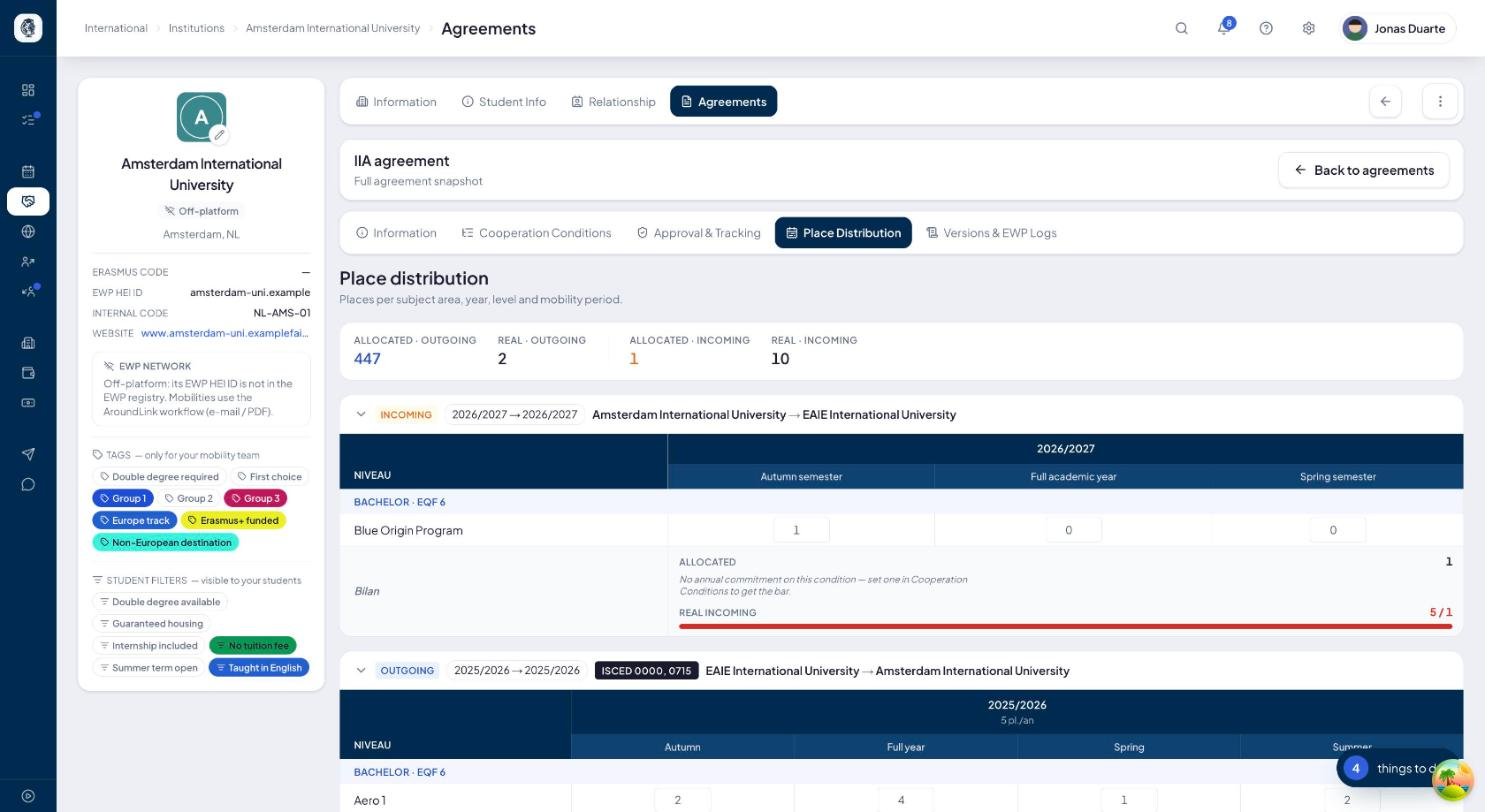 International
Institutions
Amsterdam International University
Agreements
8
Jonas Duarte
A
Amsterdam International
University
Off-platform
Amsterdam, NL
ERASMUS CODE —
EWP HEI ID amsterdam-uni.example
INTERNAL CODE NL-AMS-01
WEBSITE www.amsterdam-uni.examplefai...
EWP NETWORK
Off-platform: its EWP HEI ID is not in the
EWP registry. Mobilities use the
AroundLink workflow (e-mail / PDF).
TAGS — only for your mobility team
Double degree required First choice
Group 1 Group 2 Group 3
Europe track Erasmus+ funded
Non-European destination
STUDENT FILTERS — visible to your students
Double degree available
Guaranteed housing
Internship included No tuition fee
Summer term open Taught in English
Information Student Info Relationship Agreements
IIA agreement
Full agreement snapshot
Back to agreements
Information Cooperation Conditions Approval & Tracking Place Distribution Versions & EWP Logs
Place distribution
Places per subject area, year, level and mobility period.
ALLOCATED · OUTGOING REAL · OUTGOING ALLOCATED · INCOMING REAL · INCOMING
447 2 1 10
INCOMING 2026/2027 → 2026/2027 Amsterdam International University → EAIE International University
2026/2027
NIVEAU Autumn semester Full academic year Spring semester
BACHELOR · EQF 6
Blue Origin Program 1 0 0
ALLOCATED 1
No annual commitment on this condition — set one in Cooperation
Conditions to get the bar.
Bilan
REAL INCOMING 5 / 1
OUTGOING 2025/2026 → 2025/2026 ISCED 0000, 0715 EAIE International University → Amsterdam International University
2025/2026
5 pl./an
NIVEAU Autumn Full year Spring Summer
BACHELOR · EQF 6
4 things to d
Aero 1 2 4 1 2